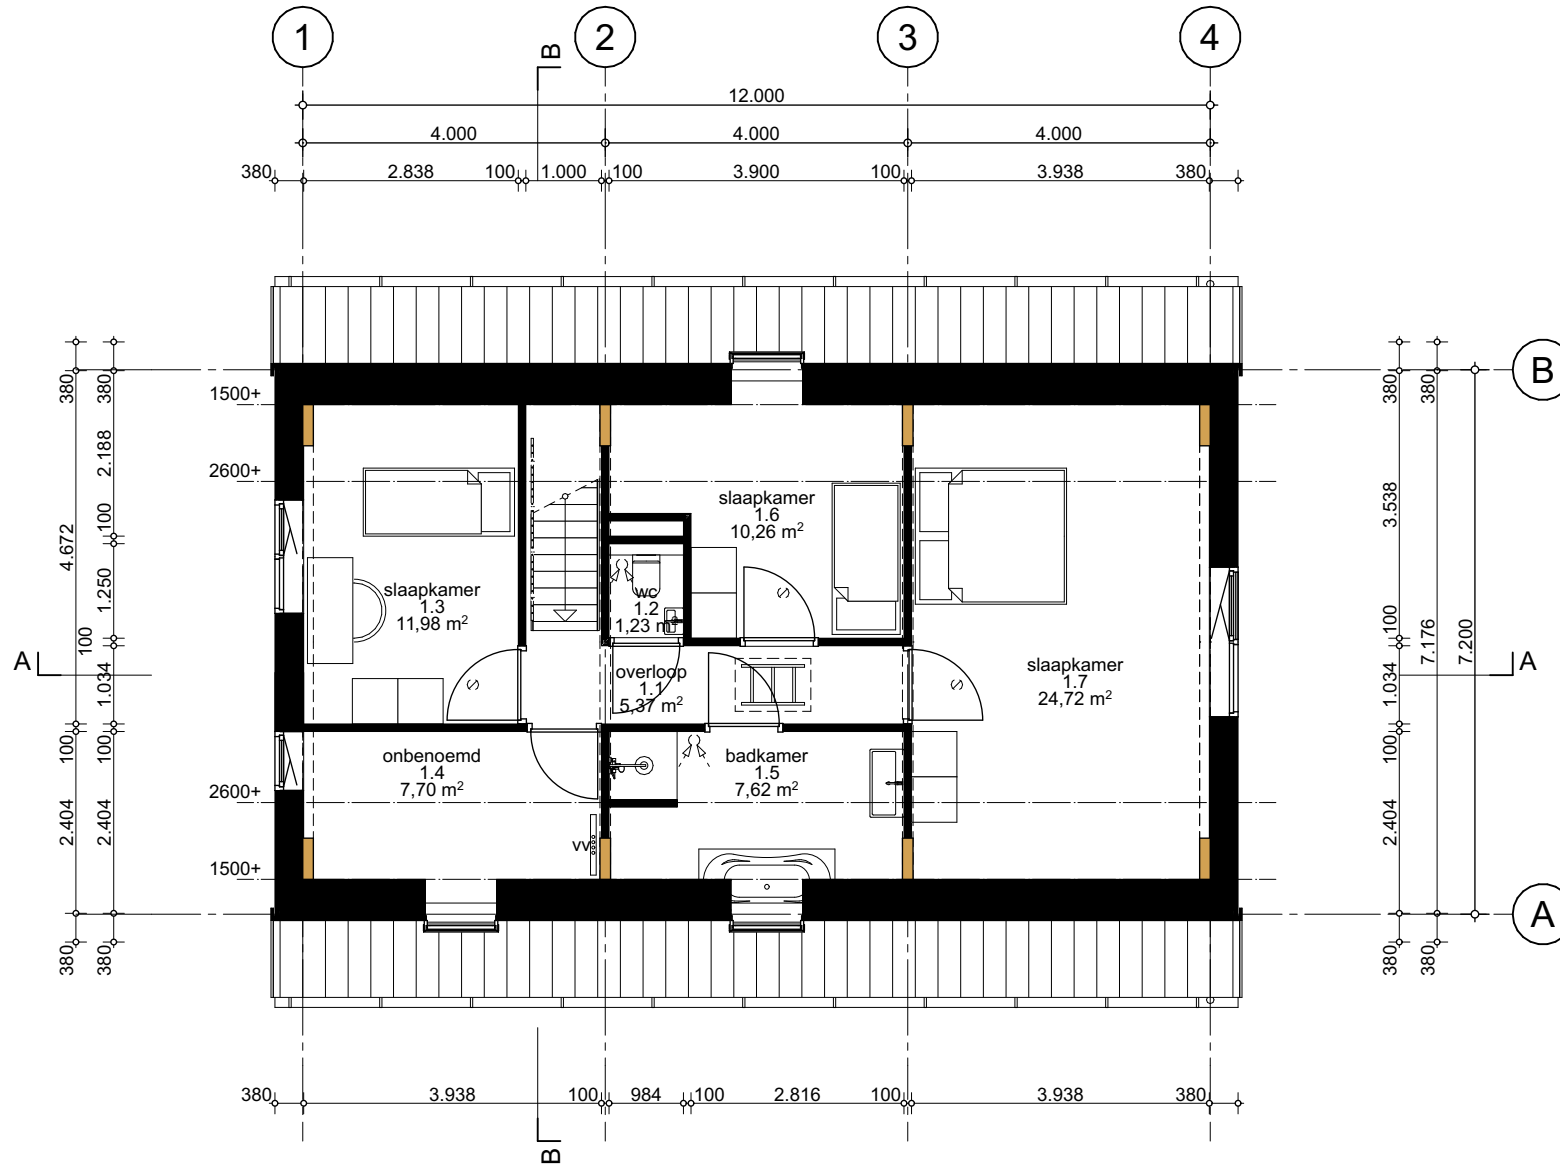 1
2
3
4
B
12.000
4.000
4.000
4.000
380
2.838
100
1.000
100
3.900
100
3.938
380
B
A
1500+
2600+
2600+
1500+
380
4.672
100
2.404
380
380
2.188
100
1.250
100
1.034
100
2.404
380
A
slaapkamer
1.3
11,98 m²
slaapkamer
1.6
10,26 m²
wc
1.2
1,23 m²
overloop
1.1
5,37 m²
slaapkamer
1.7
24,72 m²
onbenoemd
1.4
7,70 m²
badkamer
1.5
7,62 m²
vv
380
3.538
100
1.034
100
2.404
380
380
7.176
380
7.200
A
380
3.938
100
984
100
2.816
100
3.938
380
B